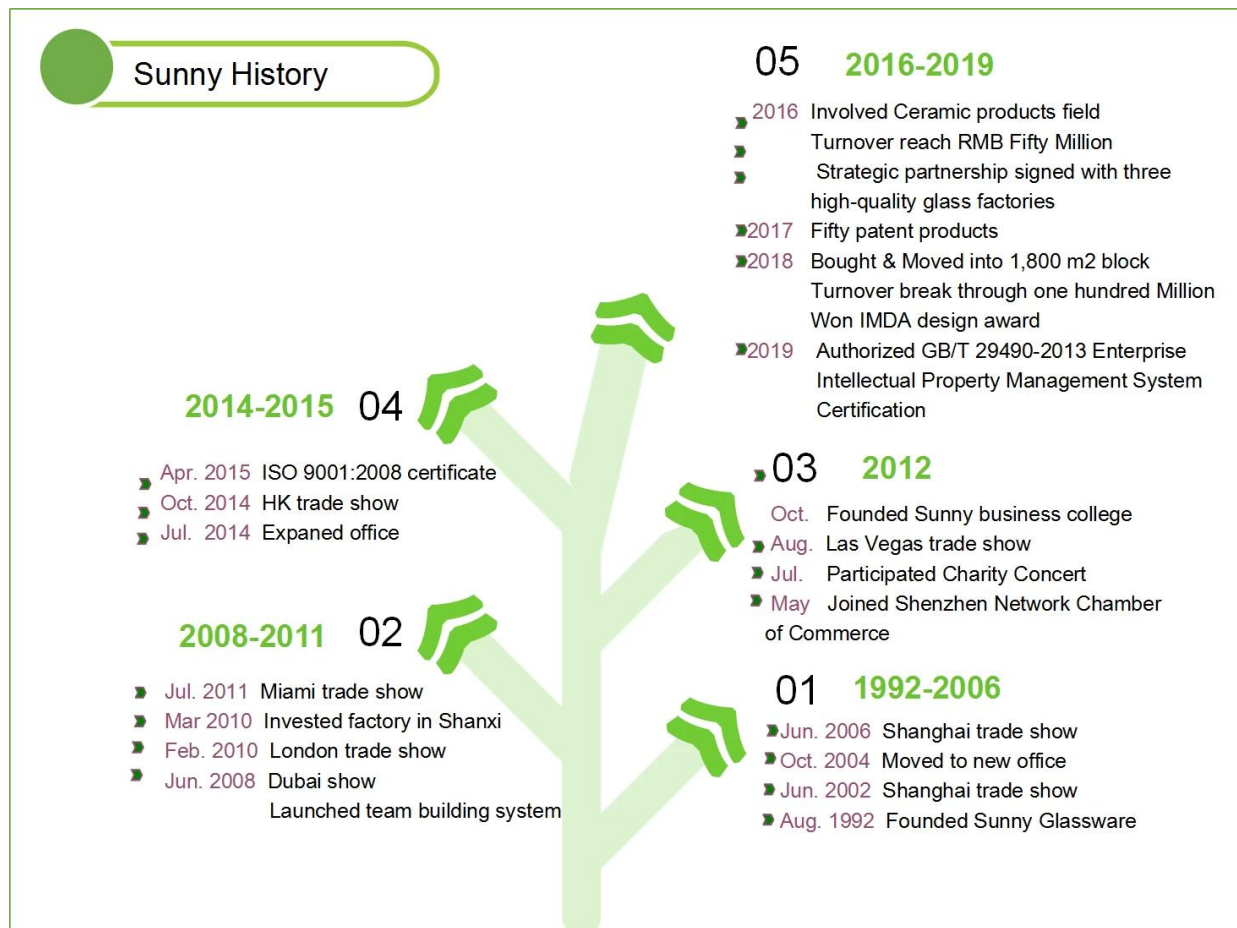 Sunny History
05 2016-2019
2016 Involved Ceramic products field
Turnover reach RMB Fifty Million
Strategic partnership signed with three
high-quality glass factories
2017 Fifty patent products
2018 Bought & Moved into 1,800 m2 block
Turnover break through one hundred Million
Won IMDA design award
2019 Authorized GB/T 29490-2013 Enterprise
Intellectual Property Management System
Certification
2014-2015 04
Apr. 2015 ISO 9001:2008 certificate
Oct. 2014 HK trade show
Jul. 2014 Expaned office
03 2012
Oct. Founded Sunny business college
Aug. Las Vegas trade show
Jul. Participated Charity Concert
May Joined Shenzhen Network Chamber
of Commerce
2008-2011 02
Jul. 2011 Miami trade show
Mar 2010 Invested factory in Shanxi
Feb. 2010 London trade show
Jun. 2008 Dubai show
Launched team building system
01 1992-2006
Jun. 2006 Shanghai trade show
Oct. 2004 Moved to new office
Jun. 2002 Shanghai trade show
Aug. 1992 Founded Sunny Glassware